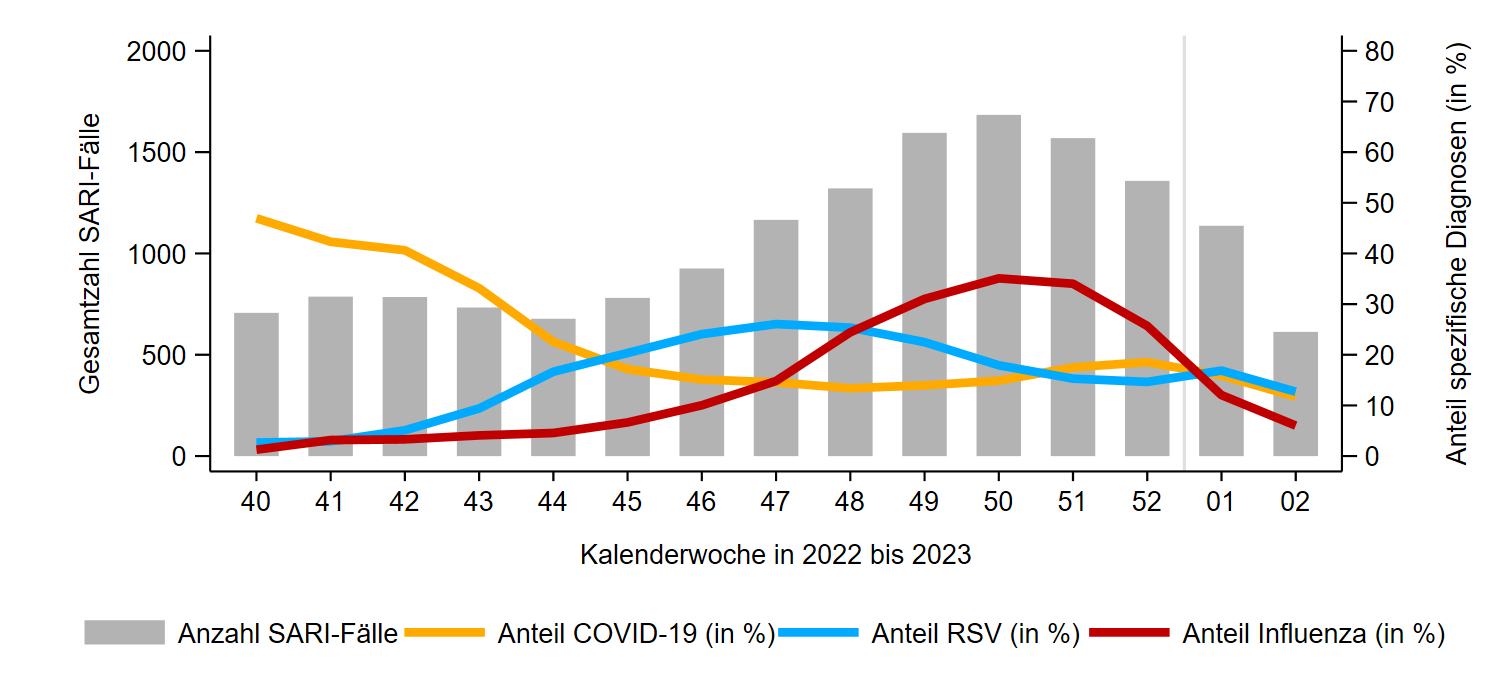 Gesamtzahl SARI-Fälle
2000
1500
1000
500
0
80
70
60
50
40
30
20
10
0
Anteil spezifische Diagnosen (in %)
40 41 42 43 44 45 46 47 48 49 50 51 52 01 02
Kalenderwoche in 2022 bis 2023
Anzahl SARI-Fälle Anteil COVID-19 (in %) Anteil RSV (in %) Anteil Influenza (in %)